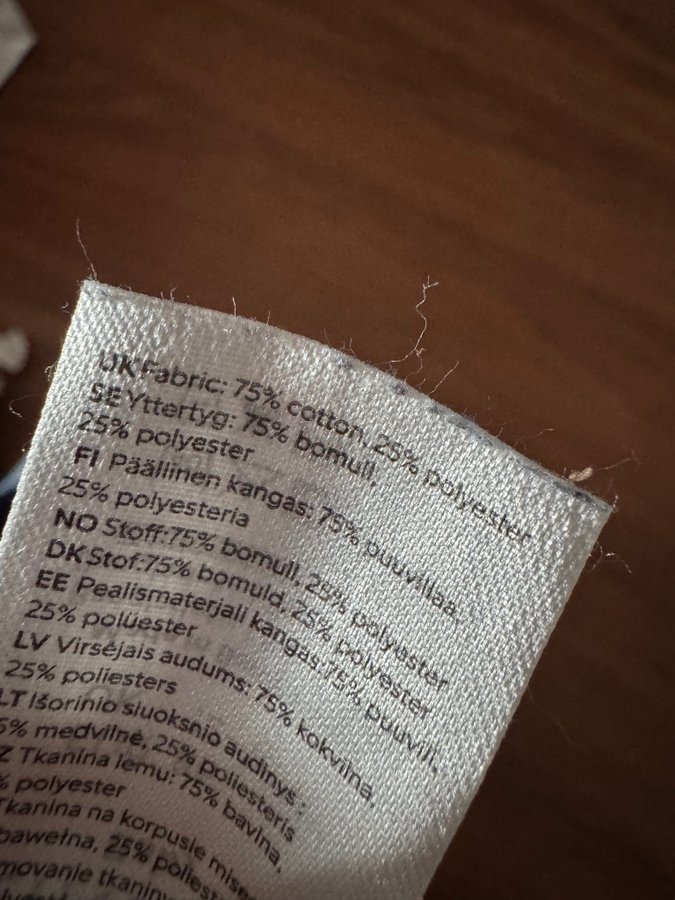 UK Fabric: 75% cotton, 25% polyester
SE Yttertyg: 75% bomull,
25% polyester
FI Päällinen kangas: 75% puuvillaa,
25% polyesteria
NO Stoff:75% bomull, 25% polyester
DK Stof:75% bomuld, 25% polyester
EE Pealismaterjali kangas:75% puuvill,
25% polüester
LV Virsējais audums: 75% kokvilna,
25% poliesters
LT Išorinio sluoksnio audinys :
5% medvilnė, 25% poliesteris
Z Tkanina lemu: 75% bavlna,
% polyester
Tkanina na korpusie
bawełna, 25%